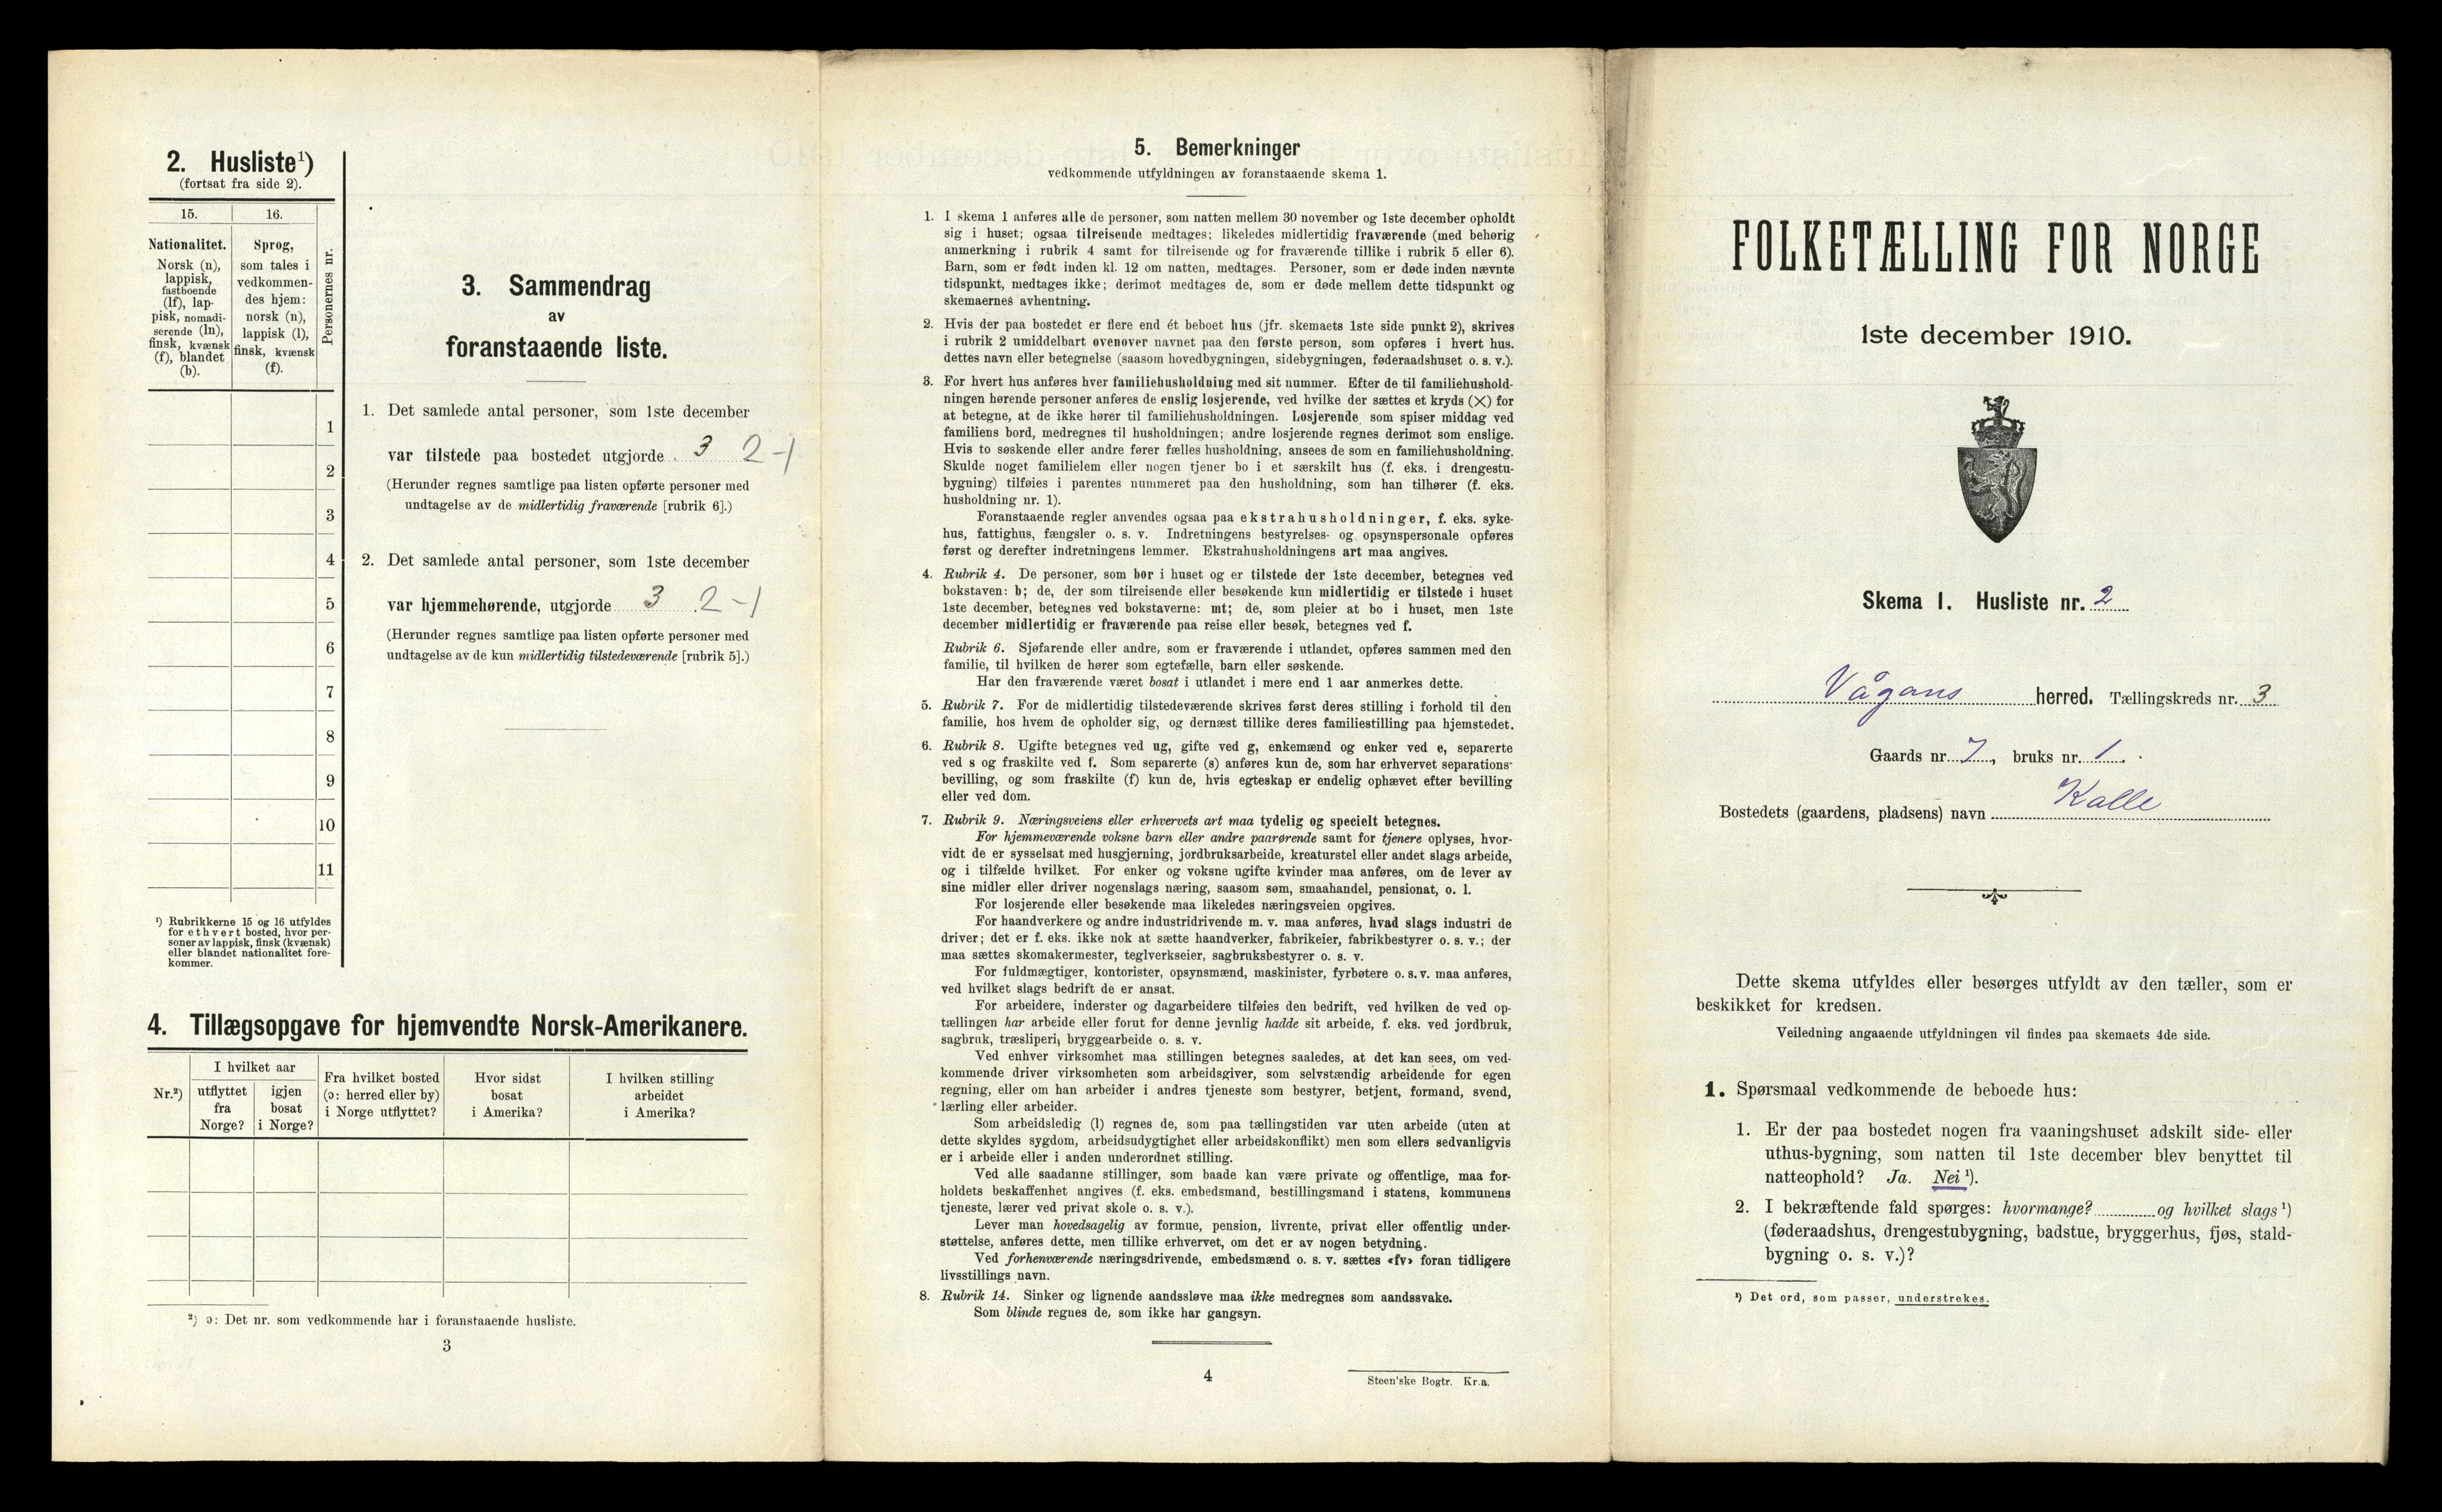 2. Husliste¹)
(fortsat fra side 2).
15.
16.
Personernes nr.
Nationalitet.
Norsk (n),
lappisk,
fastboende
(lf), lap-
pisk, nomadi-
serende (ln),
finsk, kvænsk
(f), blandet
(b).
Sprog,
som tales i
vedkommen-
des hjem:
norsk (n),
lappisk (l),
finsk, kvænsk
(f).
1
2
3
4
5
6
7
8
9
10
11
¹) Rubrikkerne 15 og 16 utfyldes
for ethvert bosted, hvor per-
soner av lappisk, finsk (kvænsk)
eller blandet nationalitet fore-
kommer.
3. Sammendrag
av
foranstaaende liste.
1. Det samlede antal personer, som 1ste december
var tilstede paa bostedet utgjorde 3 2-1
(Herunder regnes samtlige paa listen opførte personer med
undtagelse av de midlertidig fraværende [rubrik 6].)
2. Det samlede antal personer, som 1ste december
var hjemmehørende, utgjorde 3 2-1
(Herunder regnes samtlige paa listen opførte personer med
undtagelse av de kun midlertidig tilstedeværende [rubrik 5].)
4. Tillægsopgave for hjemvendte Norsk-Amerikanere.
Nr.²)
I hvilket aar
utflyttet
fra
Norge?
igjen
bosat
i Norge?
Fra hvilket bosted
(ɔ: herred eller by)
i Norge utflyttet?
Hvor sidst
bosat
i Amerika?
I hvilken stilling
arbeidet
i Amerika?
²) ɔ: Det nr. som vedkommende har i foranstaaende husliste.
3
5. Bemerkninger
vedkommende utfyldningen av foranstaaende skema 1.
1. I skema 1 anføres alle de personer, som natten mellem 30 november og 1ste december opholdt
sig i huset; ogsaa tilreisende medtages; likeledes midlertidig fraværende (med behørig
anmerkning i rubrik 4 samt for tilreisende og for fraværende tillike i rubrik 5 eller 6).
Barn, som er født inden kl. 12 om natten, medtages. Personer, som er døde inden nævnte
tidspunkt, medtages ikke; derimot medtages de, som er døde mellem dette tidspunkt og
skemaernes avhentning.
2. Hvis der paa bostedet er flere end ét beboet hus (jfr. skemaets 1ste side punkt 2), skrives
i rubrik 2 umiddelbart ovenover navnet paa den første person, som opføres i hvert hus.
dettes navn eller betegnelse (saasom hovedbygningen, sidebygningen, føderaadshuset o. s. v.).
3. For hvert hus anføres hver familiehusholdning med sit nummer. Efter de til familiehushold-
ningen hørende personer anføres de enslig losjerende, ved hvilke der sættes et kryds (✕) for
at betegne, at de ikke hører til familiehusholdningen. Losjerende som spiser middag ved
familiens bord, medregnes til husholdningen; andre losjerende regnes derimot som enslige.
Hvis to søskende eller andre fører fælles husholdning, ansees de som en familiehusholdning.
Skulde noget familielem eller nogen tjener bo i et særskilt hus (f. eks. i drengestu-
bygning) tilføies i parentes nummeret paa den husholdning, som han tilhører (f. eks.
husholdning nr. 1).
Foranstaaende regler anvendes ogsaa paa ekstrahusholdninger, f. eks. syke-
hus, fattighus, fængsler o. s. v. Indretningens bestyrelses- og opsynspersonale opføres
først og derefter indretningens lemmer. Ekstrahusholdningens art maa angives.
4. Rubrik 4. De personer, som bor i huset og er tilstede der 1ste december, betegnes ved
bokstaven: b; de, der som tilreisende eller besøkende kun midlertidig er tilstede i huset
1ste december, betegnes ved bokstaverne: mt; de, som pleier at bo i huset, men 1ste
december midlertidig er fraværende paa reise eller besøk, betegnes ved f.
Rubrik 6. Sjøfarende eller andre, som er fraværende i utlandet, opføres sammen med den
familie, til hvilken de hører som egtefælle, barn eller søskende.
Har den fraværende været bosat i utlandet i mere end 1 aar anmerkes dette.
5. Rubrik 7. For de midlertidig tilstedeværende skrives først deres stilling i forhold til den
familie, hos hvem de opholder sig, og dernæst tillike deres familiestilling paa hjemstedet.
6. Rubrik 8. Ugifte betegnes ved ug, gifte ved g, enkemænd og enker ved e, separerte
ved s og fraskilte ved f. Som separerte (s) anføres kun de, som har erhvervet separations-
bevilling, og som fraskilte (f) kun de, hvis egteskap er endelig ophævet efter bevilling
eller ved dom.
7. Rubrik 9. Næringsveiens eller erhvervets art maa tydelig og specielt betegnes.
For hjemmeværende voksne barn eller andre paarørende samt for tjenere oplyses, hvor-
vidt de er sysselsat med husgjerning, jordbruksarbeide, kreaturstel eller andet slags arbeide,
og i tilfælde hvilket. For enker og voksne ugifte kvinder maa anføres, om de lever av
sine midler eller driver nogenslags næring, saasom søm, smaahandel, pensionat, o. l.
For losjerende eller besøkende maa likeledes næringsveien opgives.
For haandverkere og andre industridrivende m. v. maa anføres, hvad slags industri de
driver; det er f. eks. ikke nok at sætte haandverker, fabrikeier, fabrikbestyrer o. s. v.; der
maa sættes skomakermester, teglverkseier, sagbruksbestyrer o. s. v.
For fuldmægtiger, kontorister, opsynsmænd, maskinister, fyrbøtere o. s. v. maa anføres,
ved hvilket slags bedrift de er ansat.
For arbeidere, inderster og dagarbeidere tilføies den bedrift, ved hvilken de ved op-
tællingen har arbeide eller forut for denne jevnlig hadde sit arbeide, f. eks. ved jordbruk,
sagbruk, træsliperi, bryggearbeide o. s. v.
Ved enhver virksomhet maa stillingen betegnes saaledes, at det kan sees, om ved-
kommende driver virksomheten som arbeidsgiver, som selvstændig arbeidende for egen
regning, eller om han arbeider i andres tjeneste som bestyrer, betjent, formand, svend,
lærling eller arbeider.
Som arbeidsledig (l) regnes de, som paa tællingstiden var uten arbeide (uten at
dette skyldes sygdom, arbeidsudygtighet eller arbeidskonflikt) men som ellers sedvanligvis
er i arbeide eller i anden underordnet stilling.
Ved alle saadanne stillinger, som baade kan være private og offentlige, maa for-
holdets beskaffenhet angives (f. eks. embedsmand, bestillingsmand i statens, kommunens
tjeneste, lærer ved privat skole o. s. v.).
Lever man hovedsagelig av formue, pension, livrente, privat eller offentlig under-
støttelse, anføres dette, men tillike erhvervet, om det er av nogen betydning.
Ved forhenværende næringsdrivende, embedsmænd o. s. v. sættes «fv» foran tidligere
livsstillings navn.
8. Rubrik 14. Sinker og lignende aandssløve maa ikke medregnes som aandssvake.
Som blinde regnes de, som ikke har gangsyn.
4
Steen'ske Bogtr. Kr.a.
FOLKETÆLLING FOR NORGE
1ste december 1910.
Skema 1. Husliste nr. 2
Vågans herred. Tællingskreds nr. 3
Gaards nr. 7, bruks nr. 1.
Bostedets (gaardens, pladsens) navn Kalle
Dette skema utfyldes eller besørges utfyldt av den tæller, som er
beskikket for kredsen.
Veiledning angaaende utfyldningen vil findes paa skemaets 4de side.
1. Spørsmaal vedkommende de beboede hus:
1. Er der paa bostedet nogen fra vaaningshuset adskilt side- eller
uthus-bygning, som natten til 1ste december blev benyttet til
natteophold? Ja. Nei ¹).
2. I bekræftende fald spørges: hvormange? og hvilket slags ¹)
(føderaadshus, drengestubygning, badstue, bryggerhus, fjøs, stald-
bygning o. s. v.)?
¹) Det ord, som passer, understrekes.